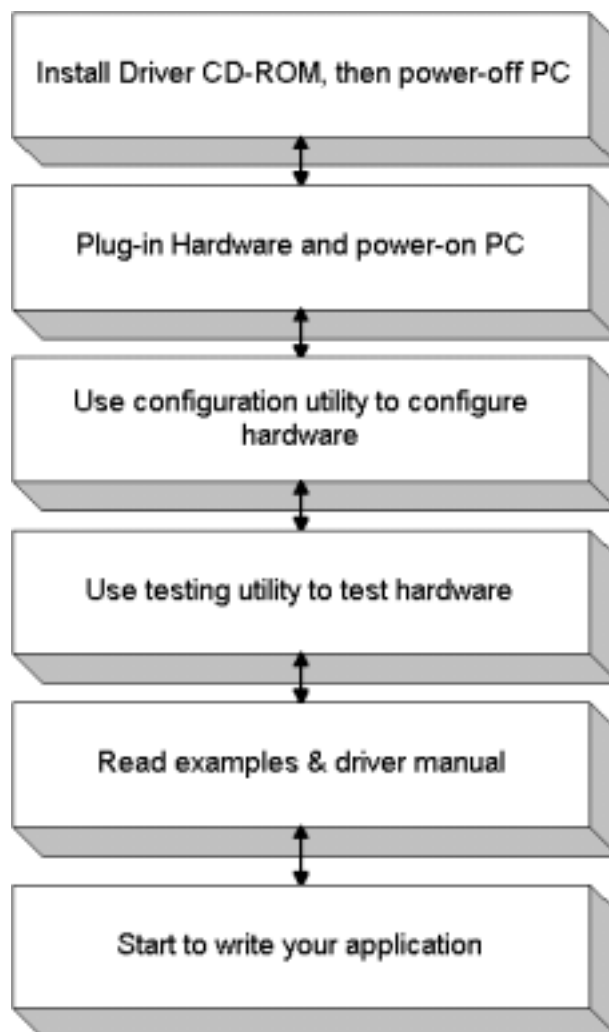 Install Driver CD-ROM, then power-off PC
Plug-in Hardware and power-on PC
Use configuration utility to configure
hardware
Use testing utility to test hardware
Read examples & driver manual
Start to write your application